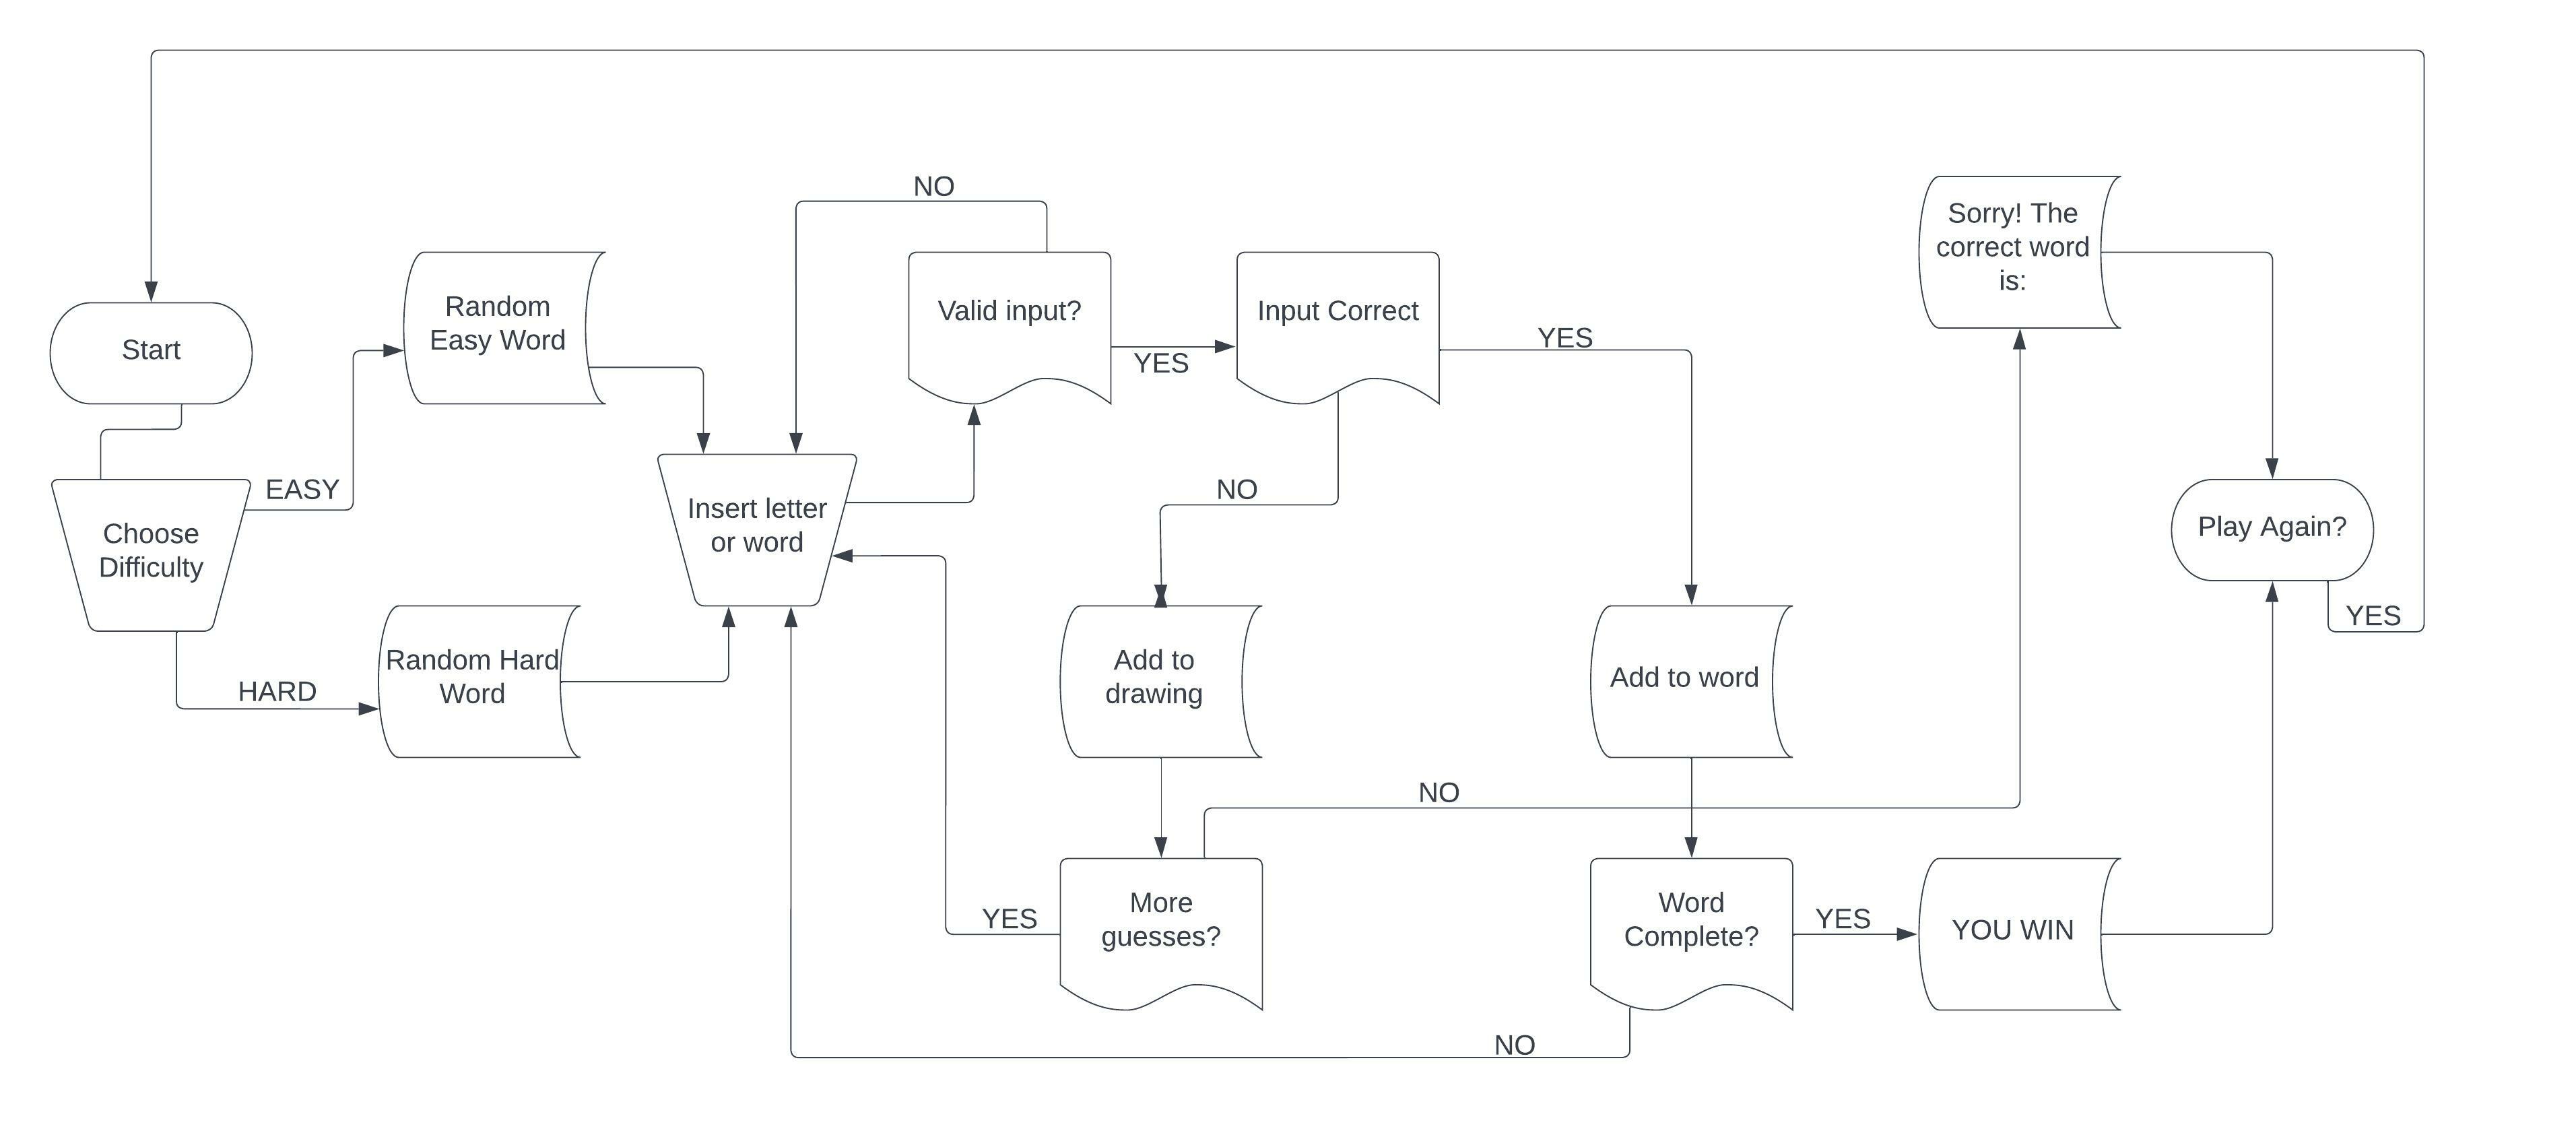 NO
Sorry! The
correct word
is:
Random
Easy Word
Valid input?
Input Correct
YES
YES
Start
EASY
Choose
Difficulty
Insert letter
or word
NO
Play Again?
YES
Random Hard
Word
HARD
Add to
drawing
Add to word
NO
More
guesses?
YES
Word
Complete?
YES
YOU WIN
NO